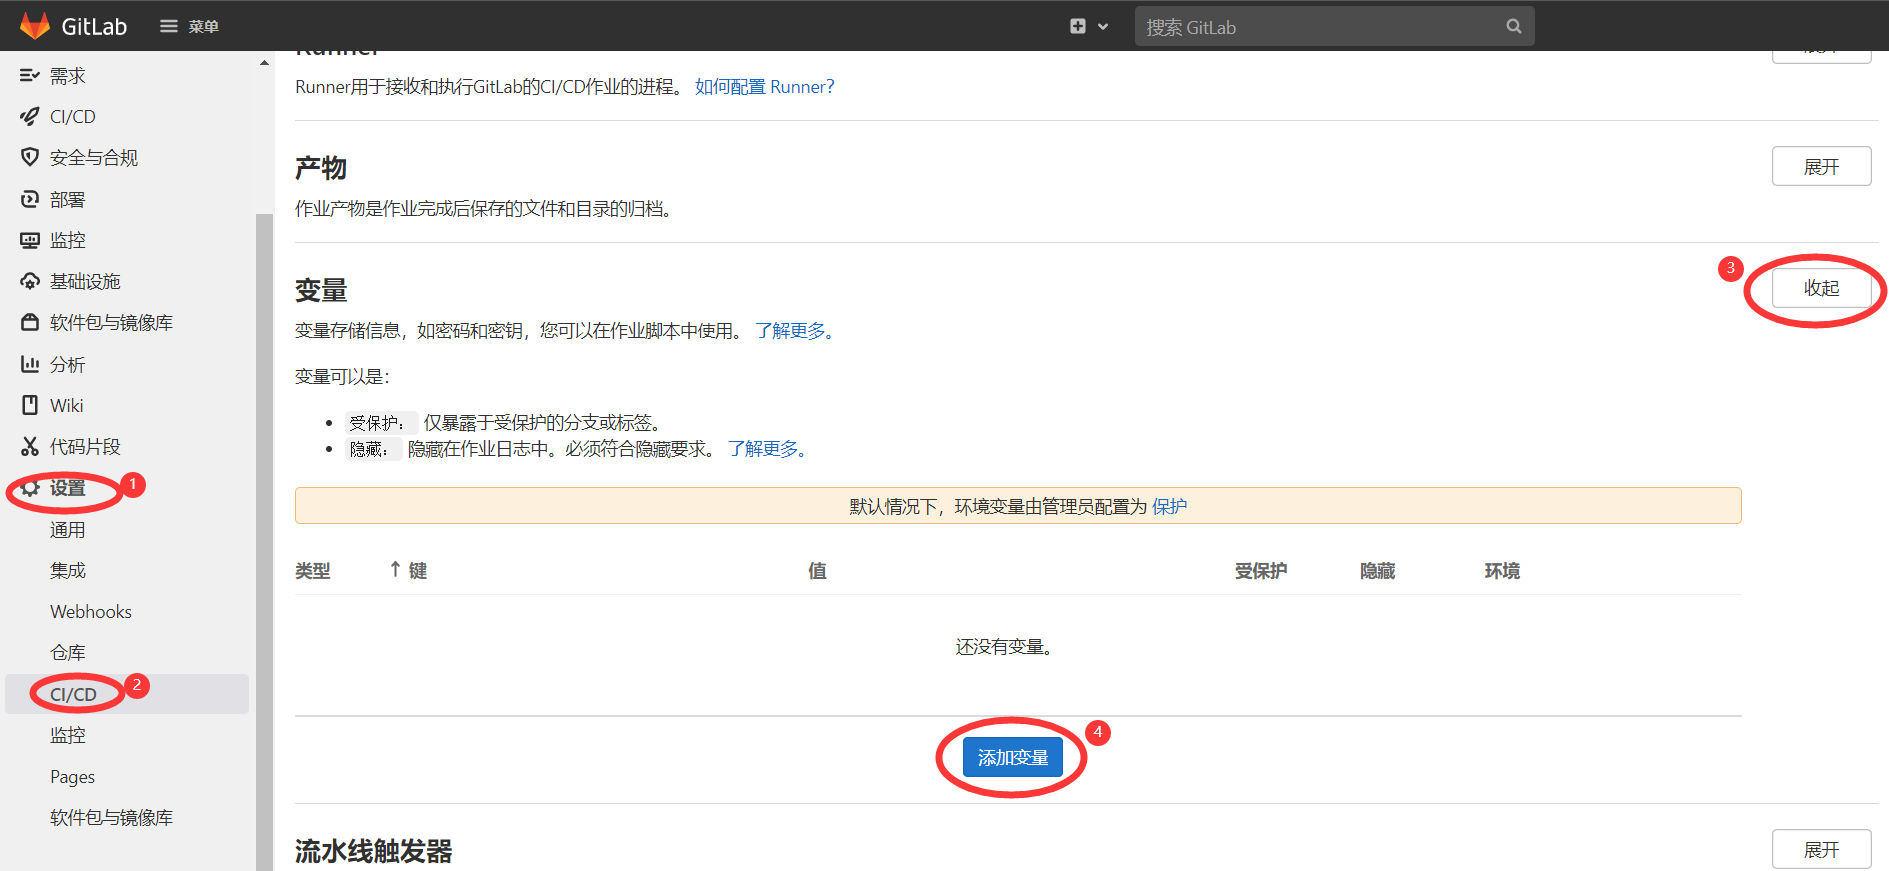 GitLab
菜单
搜索 GitLab
需求
CI/CD
安全与合规
部署
监控
基础设施
软件包与镜像库
分析
Wiki
代码片段
设置
1
通用
集成
Webhooks
仓库
CI/CD
2
监控
Pages
软件包与镜像库
Runner
展开
Runner用于接收和执行GitLab的CI/CD作业的进程。 如何配置 Runner?
产物
展开
作业产物是作业完成后保存的文件和目录的归档。
变量
3
收起
变量存储信息，如密码和密钥，您可以在作业脚本中使用。 了解更多。
变量可以是：
受保护： 仅暴露于受保护的分支或标签。
隐藏： 隐藏在作业日志中。必须符合隐藏要求。 了解更多。
默认情况下，环境变量由管理员配置为 保护
类型 ↑ 键 值 受保护 隐藏 环境
还没有变量。
添加变量
4
流水线触发器
展开